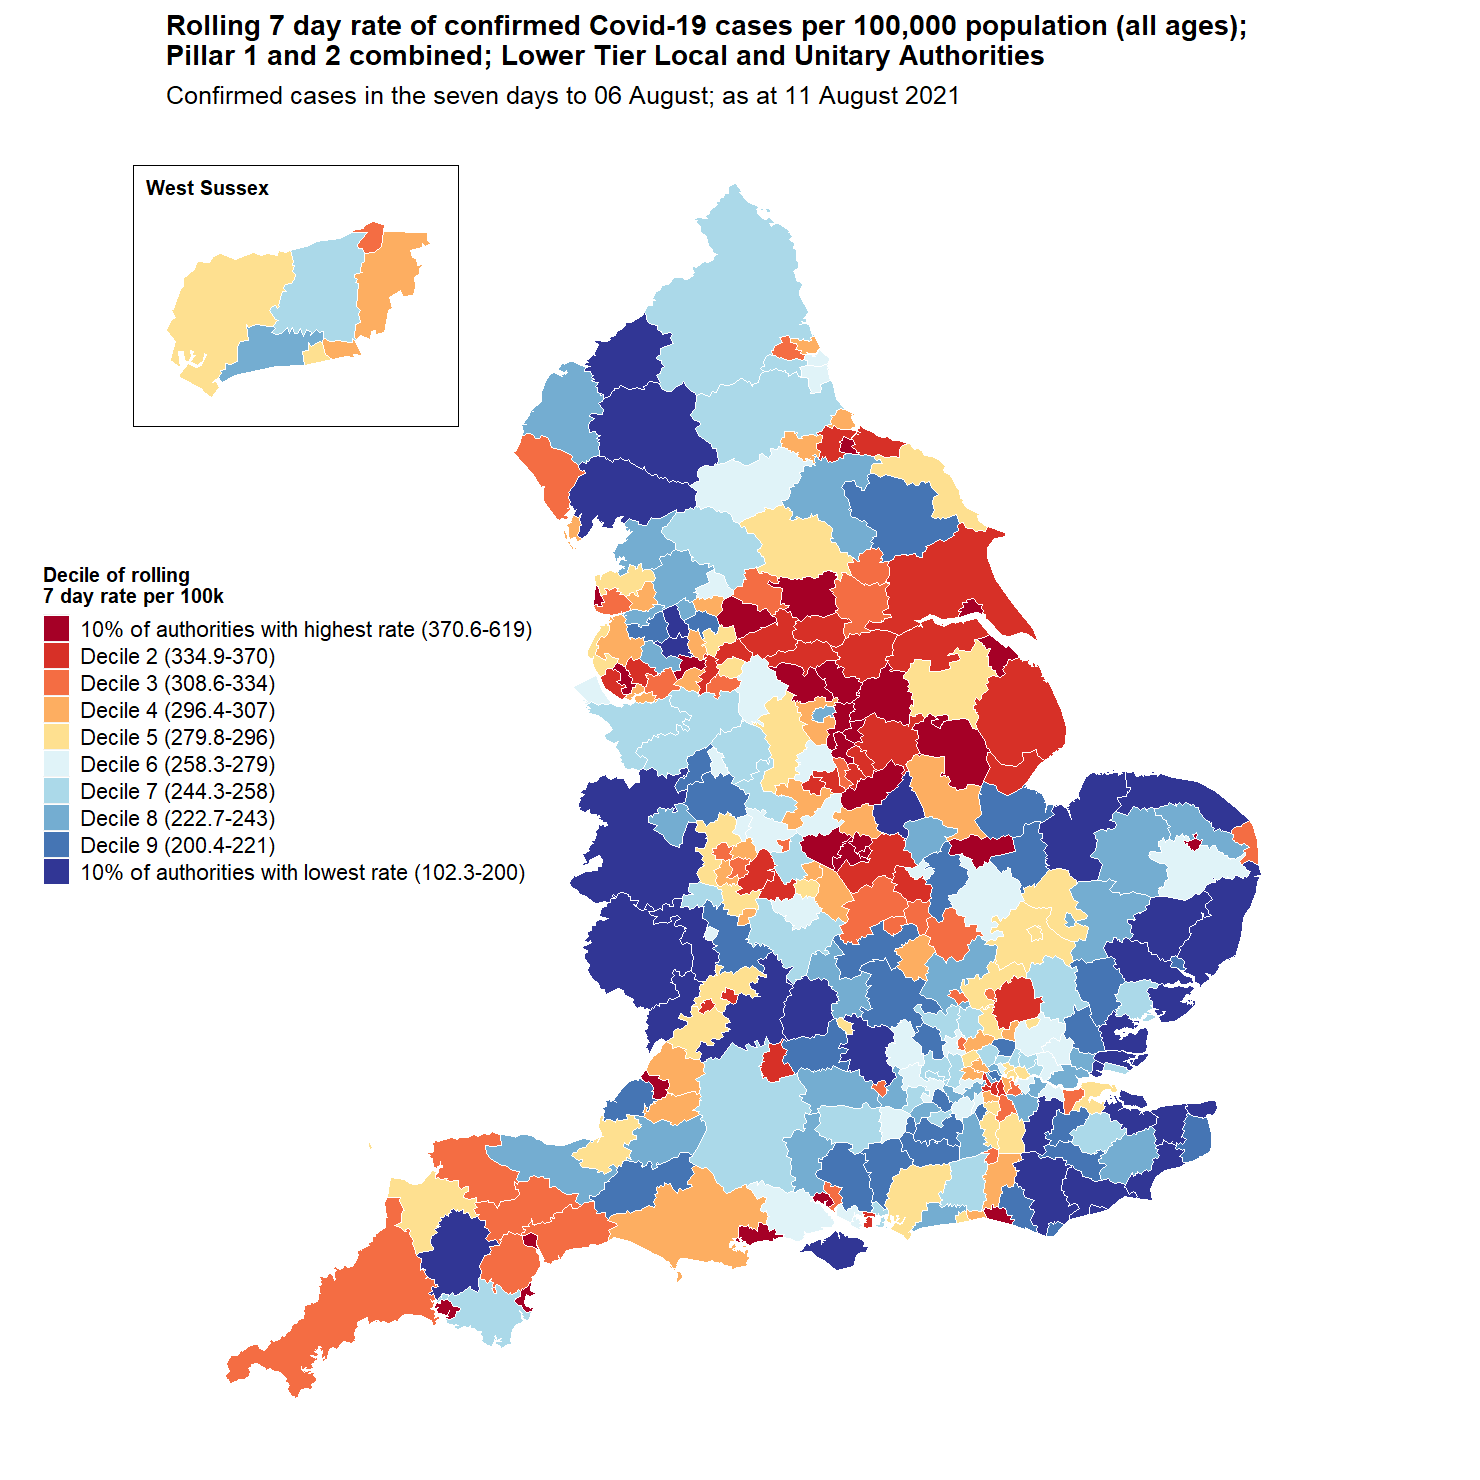 Rolling 7 day rate of confirmed Covid-19 cases per 100,000 population (all ages);
Pillar 1 and 2 combined; Lower Tier Local and Unitary Authorities
Confirmed cases in the seven days to 06 August; as at 11 August 2021
West Sussex
Decile of rolling
7 day rate per 100k
10% of authorities with highest rate (370.6-619)
Decile 2 (334.9-370)
Decile 3 (308.6-334)
Decile 4 (296.4-307)
Decile 5 (279.8-296)
Decile 6 (258.3-279)
Decile 7 (244.3-258)
Decile 8 (222.7-243)
Decile 9 (200.4-221)
10% of authorities with lowest rate (102.3-200)